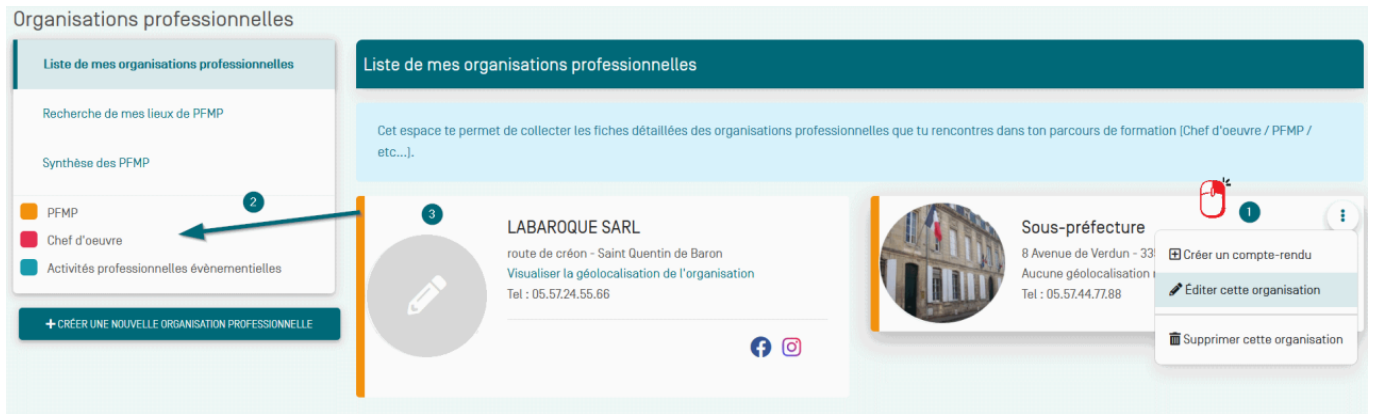 Organisations professionnelles
Liste de mes organisations professionnelles
Recherche de mes lieux de PFMP
Synthèse des PFMP
PFMP
Chef d'oeuvre
Activités professionnelles évènementielles
2
+ CRÉER UNE NOUVELLE ORGANISATION PROFESSIONNELLE
Liste de mes organisations professionnelles
Cet espace te permet de collecter les fiches détaillées des organisations professionnelles que tu rencontres dans ton parcours de formation (Chef d'oeuvre / PFMP /
etc...).
3
LABAROQUE SARL
route de créon - Saint Quentin de Baron
Visualiser la géolocalisation de l'organisation
Tel : 05.57.24.55.66
1
Sous-préfecture
8 Avenue de Verdun - 33
Aucune géolocalisation
Tel : 05.57.44.77.88
Créer un compte-rendu
Éditer cette organisation
Supprimer cette organisation